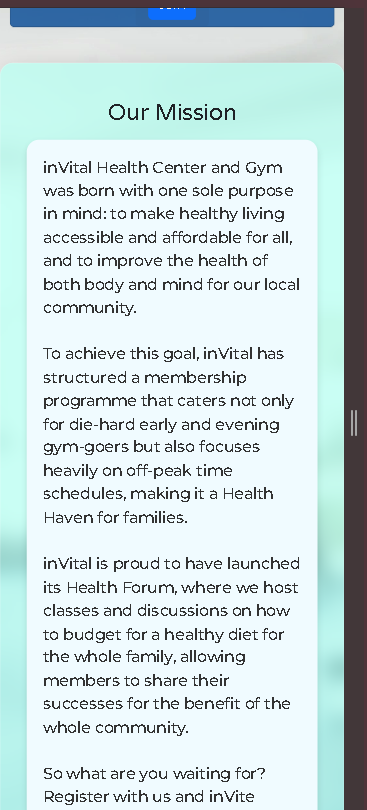 Our Mission
inVital Health Center and Gym
was born with one sole purpose
in mind: to make healthy living
accessible and affordable for all,
and to improve the health of
both body and mind for our local
community.
To achieve this goal, inVital has
structured a membership
programme that caters not only
for die-hard early and evening
gym-goers but also focuses
heavily on off-peak time
schedules, making it a Health
Haven for families.
inVital is proud to have launched
its Health Forum, where we host
classes and discussions on how
to budget for a healthy diet for
the whole family, allowing
members to share their
successes for the benefit of the
whole community.
So what are you waiting for?
Register with us and inVite